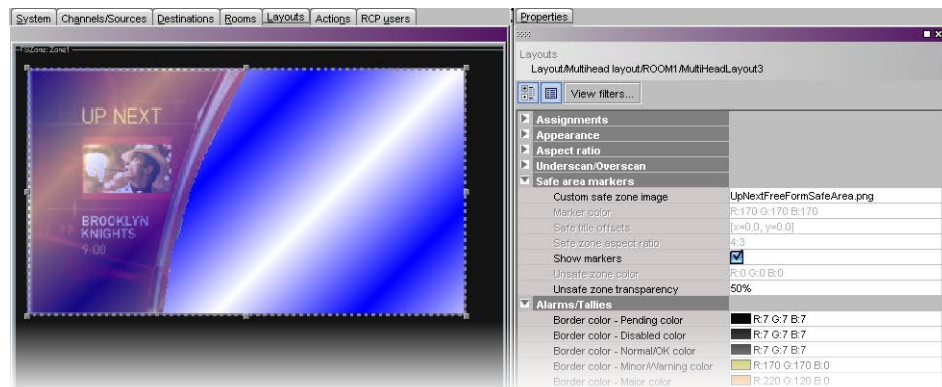 System Channels/Sources Destinations Rooms Layouts Actions RCP users
FSZone: Zone1
UP NEXT
BROOKLYN
KNIGHTS
9:00
Properties
Layouts
Layout/Multihead layout/ROOM1/MultiHeadLayout3
View filters...
Assignments
Appearance
Aspect ratio
Underscan/Overscan
Safe area markers
Custom safe zone image UpNextFreeFormSafeArea.png
Marker color R:170 G:170 B:170
Safe title offsets [x=0.0, y=0.0]
Safe zone aspect ratio 4:3
Show markers
Unsafe zone color R:0 G:0 B:0
Unsafe zone transparency 50%
Alarms/Tallies
Border color - Pending color R:7 G:7 B:7
Border color - Disabled color R:7 G:7 B:7
Border color - Normal/OK color R:7 G:7 B:7
Border color - Minor/Warning color R:170 G:170 B:0
Border color - Major color R:220 G:120 B:0